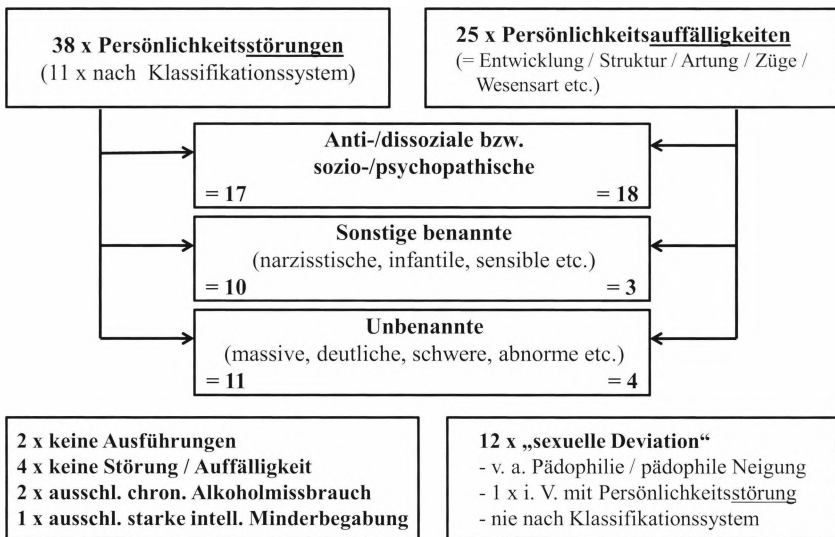 38 x Persönlichkeitsstörungen
(11 x nach Klassifikationssystem)
25 x Persönlichkeitsauffälligkeiten
(= Entwicklung / Struktur / Artung / Züge /
Wesensart etc.)
Anti-/dissoziale bzw.
sozio-/psychopathische
= 17
= 18
Sonstige benannte
(narzisstische, infantile, sensible etc.)
= 10
= 3
Unbenannte
(massive, deutliche, schwere, abnorme etc.)
= 11
= 4
2 x keine Ausführungen
4 x keine Störung / Auffälligkeit
2 x ausschl. chron. Alkoholmissbrauch
1 x ausschl. starke intell. Minderbegabung
12 x „sexuelle Deviation“
- v. a. Pädophilie / pädophile Neigung
- 1 x i. V. mit Persönlichkeitsstörung
- nie nach Klassifikationssystem